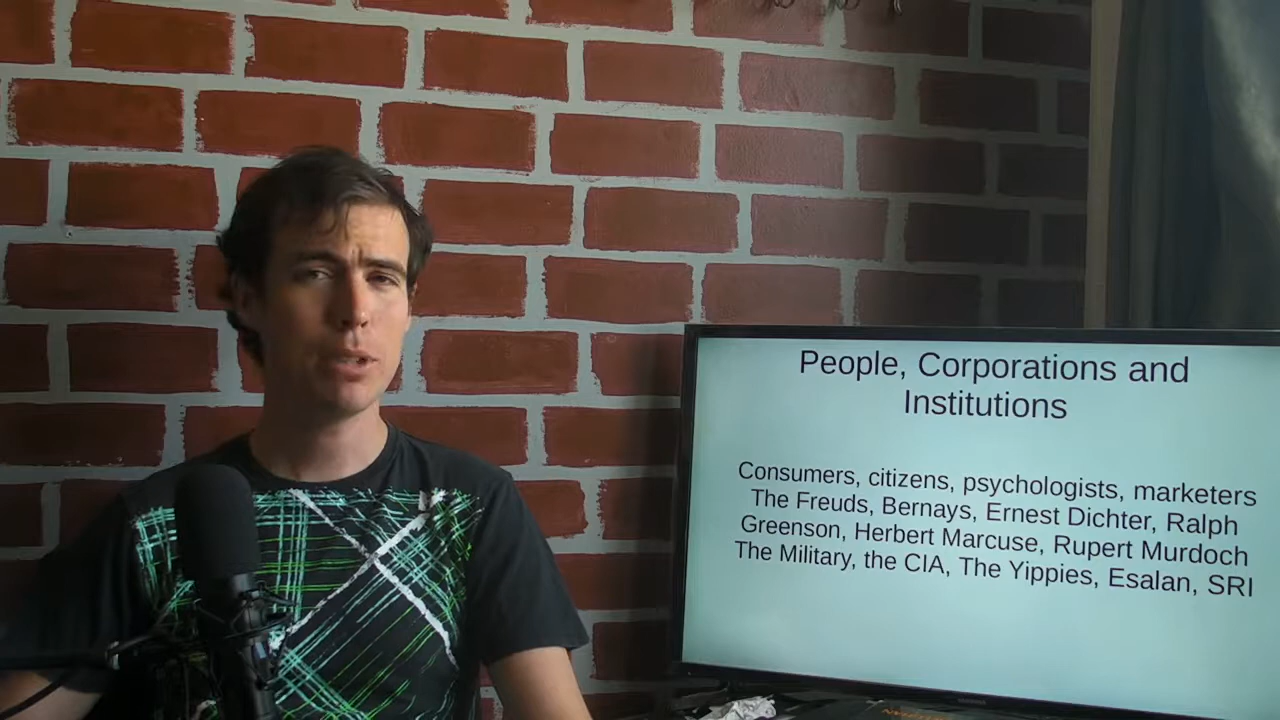 People, Corporations and
Institutions
Consumers, citizens, psychologists, marketers
The Freuds, Bernays, Ernest Dichter, Ralph
Greenson, Herbert Marcuse, Rupert Murdoch
The Military, the CIA, The Yippies, Esalan, SRI